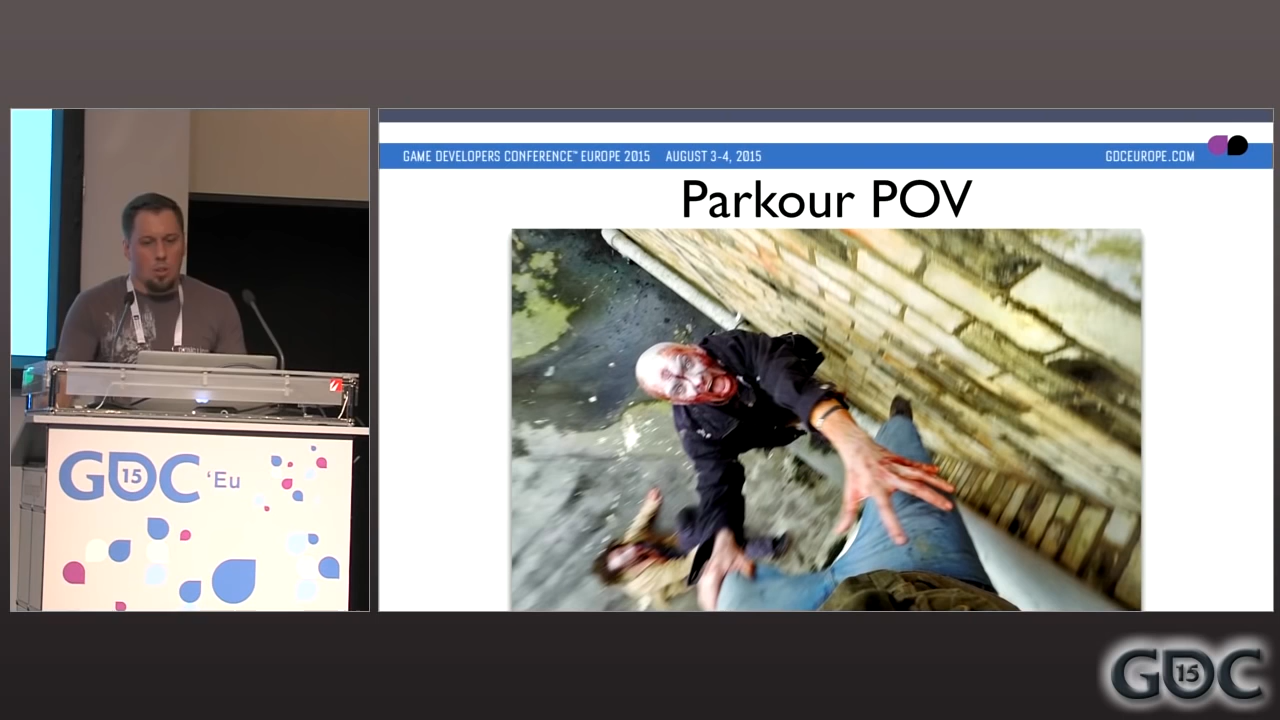 GAME DEVELOPERS CONFERENCE™ EUROPE 2015 AUGUST 3-4, 2015 GDCEUROPE.COM
Parkour POV
GDC 15 'Eu
GDC 15